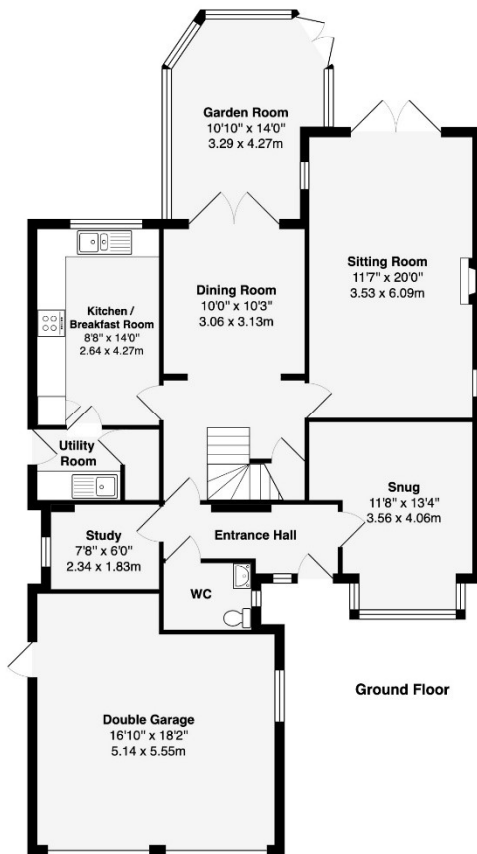 Garden Room
10'10" x 14'0"
3.29 x 4.27m
Sitting Room
11'7" x 20'0"
3.53 x 6.09m
Dining Room
10'0" x 10'3"
3.06 x 3.13m
Kitchen /
Breakfast Room
8'8" x 14'0"
2.64 x 4.27m
Utility
Room
Snug
11'8" x 13'4"
3.56 x 4.06m
Study
7'8" x 6'0"
2.34 x 1.83m
Entrance Hall
WC
Ground Floor
Double Garage
16'10" x 18'2"
5.14 x 5.55m